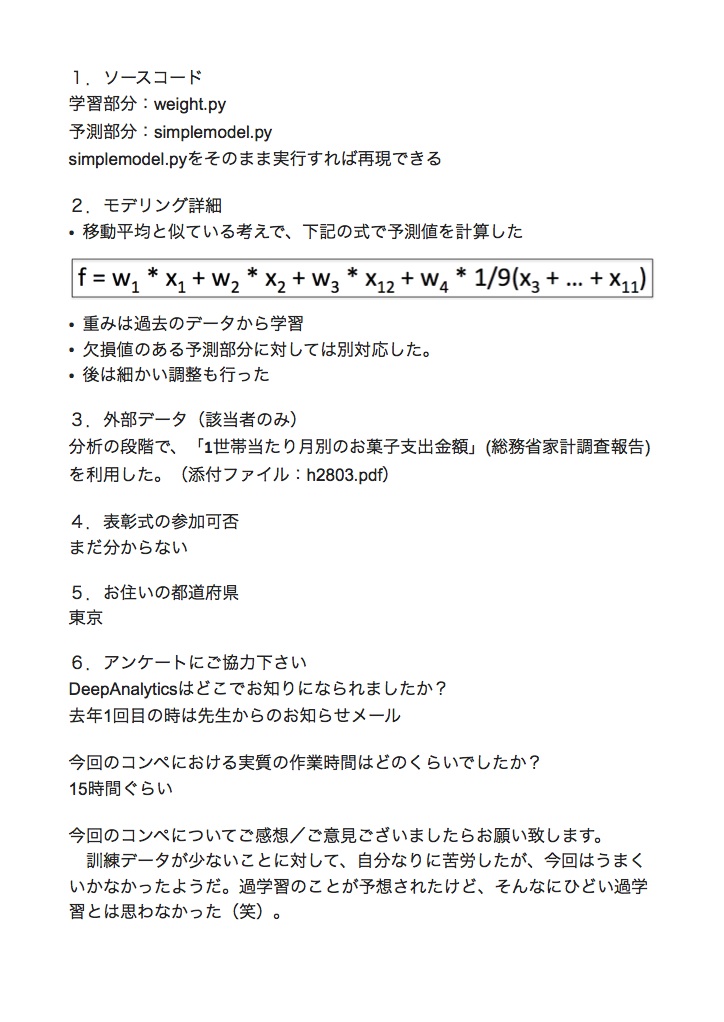 １．ソースコード
学習部分：weight.py
予測部分：simplemodel.py
simplemodel.pyをそのまま実行すれば再現できる
２．モデリング詳細
• 移動平均と似ている考えで、下記の式で予測値を計算した
f = w1 * x1 + w2 * x2 + w3 * x12 + w4 * 1/9(x3 + ... + x11)
• 重みは過去のデータから学習
• 欠損値のある予測部分に対しては別対応した。
• 後は細かい調整も行った
３．外部データ（該当者のみ）
分析の段階で、「1世帯当たり月別のお菓子支出金額」(総務省家計調査報告)
を利用した。（添付ファイル：h2803.pdf）
４．表彰式の参加可否
まだ分からない
５．お住いの都道府県
東京
６．アンケートにご協力下さい
DeepAnalyticsはどこでお知りになられましたか？
去年1回目の時は先生からのお知らせメール
今回のコンペにおける実質の作業時間はどのくらいでしたか？
15時間ぐらい
今回のコンペについてご感想／ご意見ございましたらお願い致します。
　訓練データが少ないことに対して、自分なりに苦労したが、今回はうまく
いかなかったようだ。過学習のことが予想されたけど、そんなにひどい過学
習とは思わなかった（笑）。